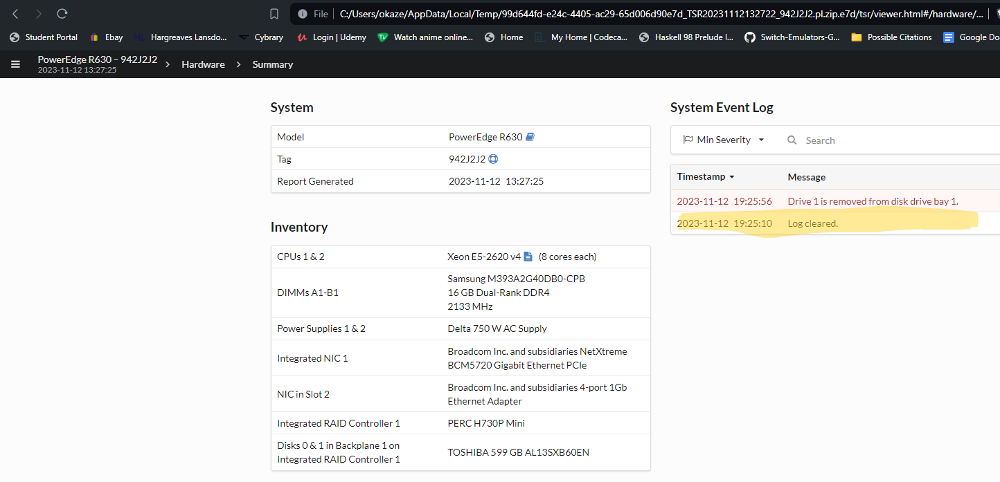 File
C:/Users/okaze/AppData/Local/Temp/99d644fd-e24c-4405-ac29-65d006d90e7d_TSR20231112132722_942J2J2.pl.zip.e7d/tsr/viewer.html#/hardware/...
Student Portal
Ebay
HL
Hargreaves Lansdo...
Cybrary
Login | Udemy
Watch anime online...
Home
My Home | Codeca...
Haskell 98 Prelude I...
Switch-Emulators-G...
Possible Citations
Google Do
PowerEdge R630 – 942J2J2
2023-11-12 13:27:25
Hardware
Summary
System
Model PowerEdge R630
Tag 942J2J2
Report Generated 2023-11-12 13:27:25
Inventory
CPUs 1 & 2 Xeon E5-2620 v4 (8 cores each)
DIMMs A1-B1 Samsung M393A2G40DB0-CPB
16 GB Dual-Rank DDR4
2133 MHz
Power Supplies 1 & 2 Delta 750 W AC Supply
Integrated NIC 1 Broadcom Inc. and subsidiaries NetXtreme
BCM5720 Gigabit Ethernet PCIe
NIC in Slot 2 Broadcom Inc. and subsidiaries 4-port 1Gb
Ethernet Adapter
Integrated RAID Controller 1 PERC H730P Mini
Disks 0 & 1 in Backplane 1 on
Integrated RAID Controller 1 TOSHIBA 599 GB AL13SXB60EN
System Event Log
Min Severity Search
Timestamp Message
2023-11-12 19:25:56 Drive 1 is removed from disk drive bay 1.
2023-11-12 19:25:10 Log cleared.